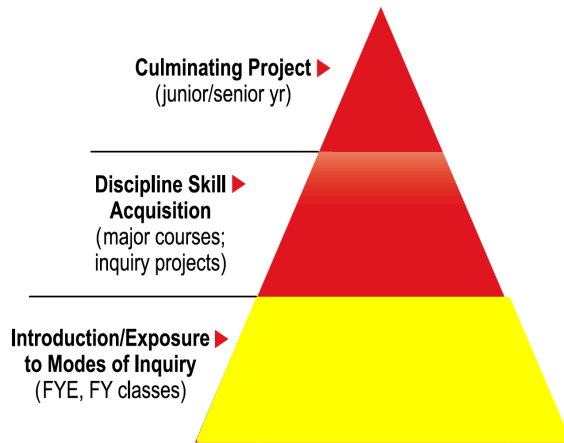 Culminating Project
(junior/senior yr)
Discipline Skill
Acquisition
(major courses;
inquiry projects)
Introduction/Exposure
to Modes of Inquiry
(FYE, FY classes)